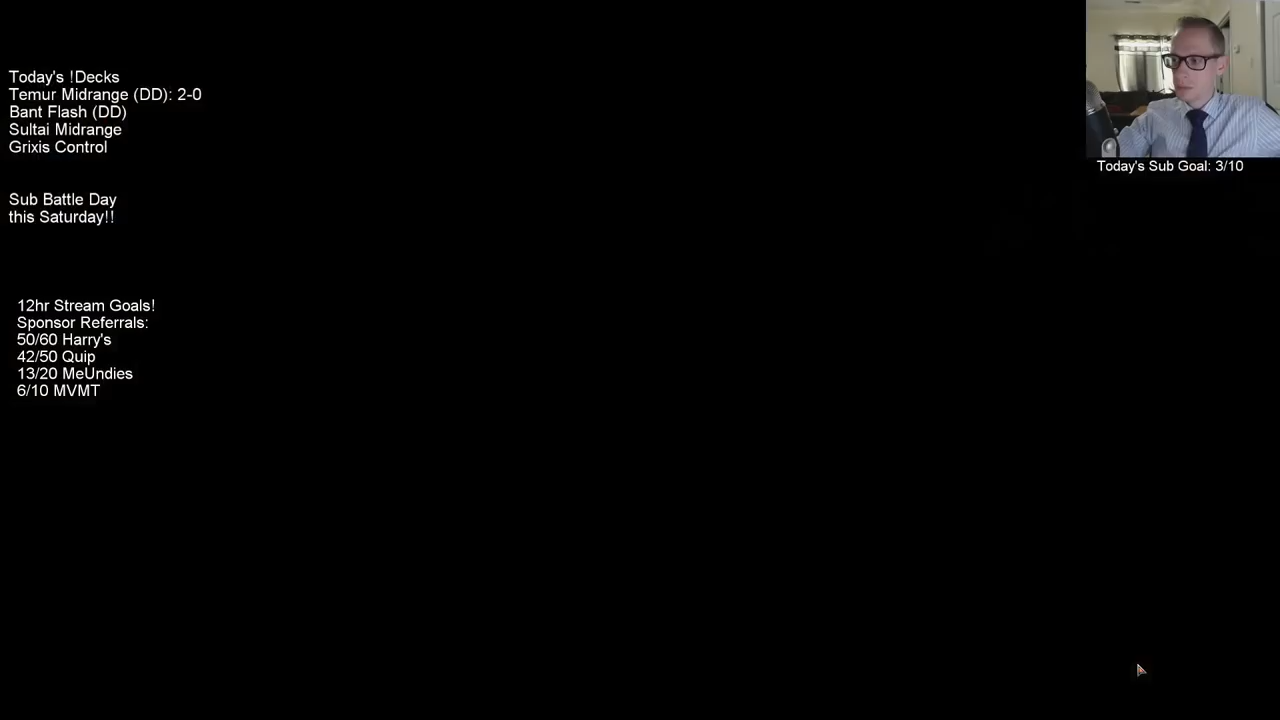 Today's !Decks
Temur Midrange (DD): 2-0
Bant Flash (DD)
Sultai Midrange
Grixis Control
Sub Battle Day
this Saturday!!
12hr Stream Goals!
Sponsor Referrals:
50/60 Harry's
42/50 Quip
13/20 MeUndies
6/10 MVMT
Today's Sub Goal: 3/10